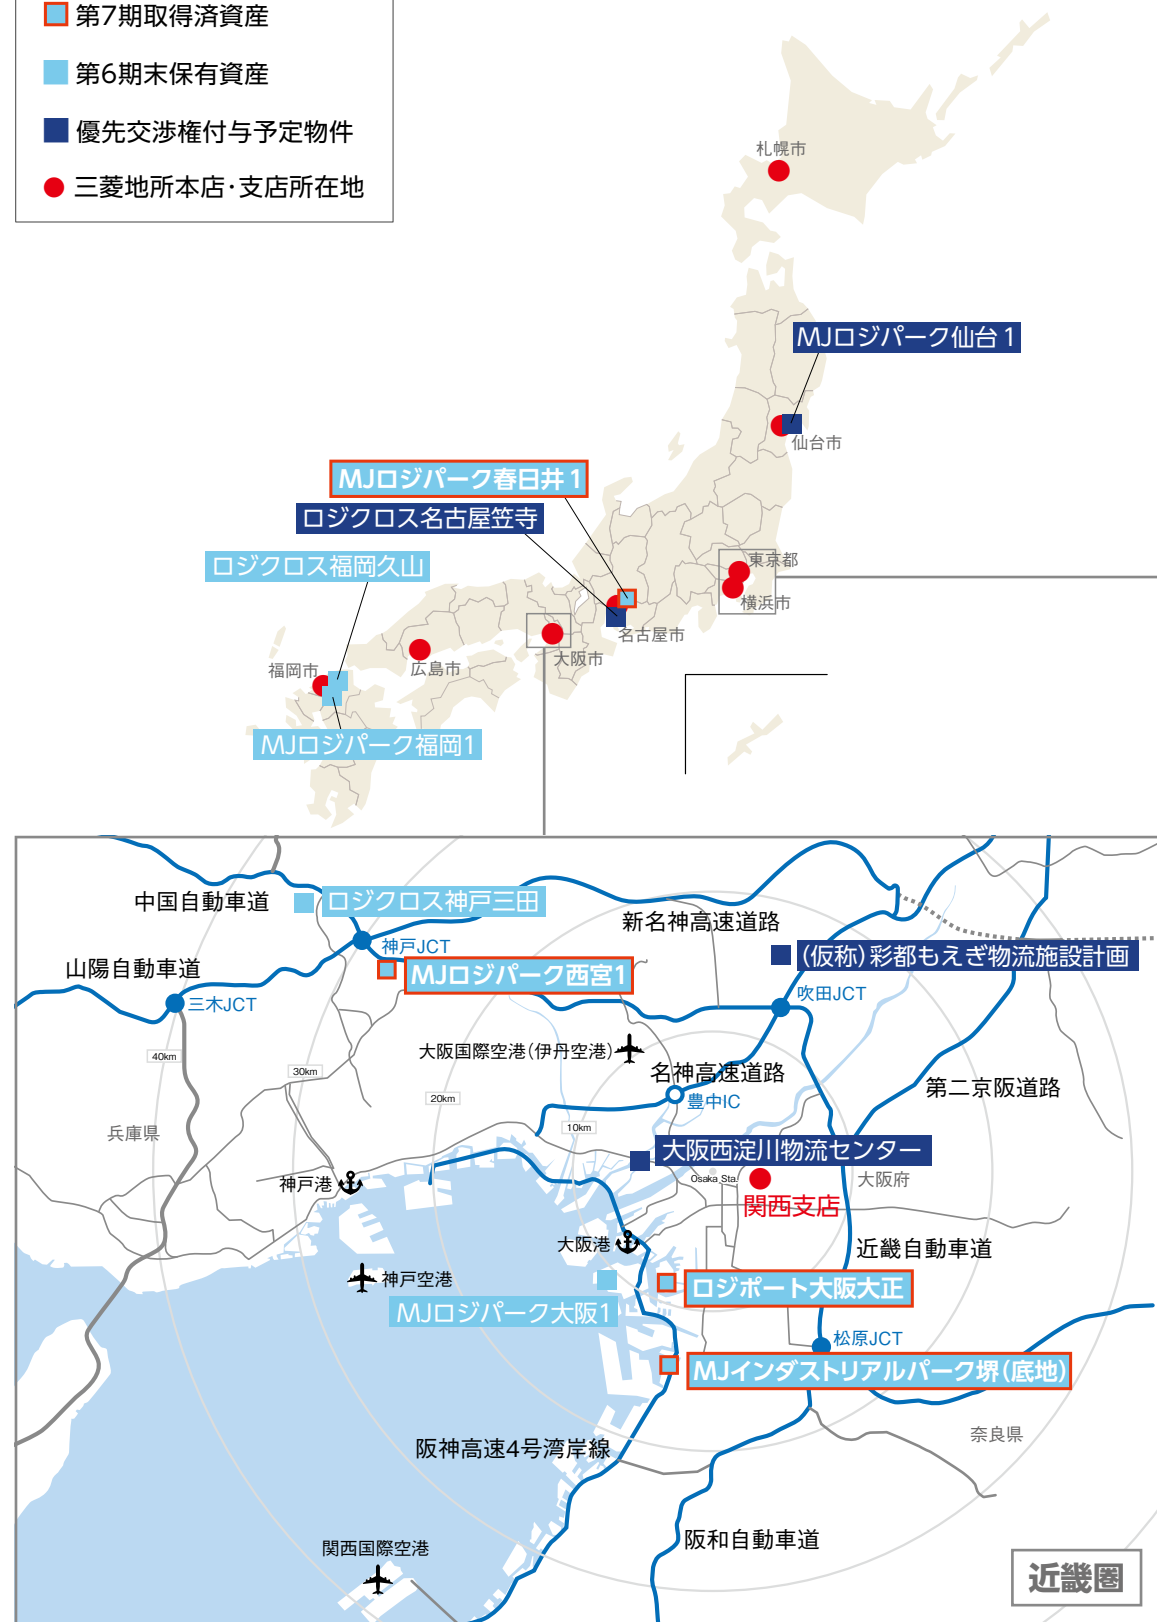 第7期取得済資産
第6期末保有資産
優先交渉権付与予定物件
三菱地所本店・支店所在地
札幌市
MJロジパーク仙台1
仙台市
MJロジパーク春日井1
ロジクロス名古屋笠寺
ロジクロス福岡久山
東京都
横浜市
名古屋市
大阪市
広島市
福岡市
MJロジパーク福岡1
中国自動車道
ロジクロス神戸三田
新名神高速道路
神戸JCT
(仮称)彩都もえぎ物流施設計画
山陽自動車道
MJロジパーク西宮1
三木JCT
吹田JCT
40km
大阪国際空港(伊丹空港)
30km
名神高速道路
第二京阪道路
20km
豊中IC
10km
兵庫県
大阪西淀川物流センター
神戸港
Osaka Sta.
大阪府
関西支店
大阪港
近畿自動車道
神戸空港
ロジポート大阪大正
MJロジパーク大阪1
松原JCT
MJインダストリアルパーク堺(底地)
奈良県
阪神高速4号湾岸線
阪和自動車道
関西国際空港
近畿圏